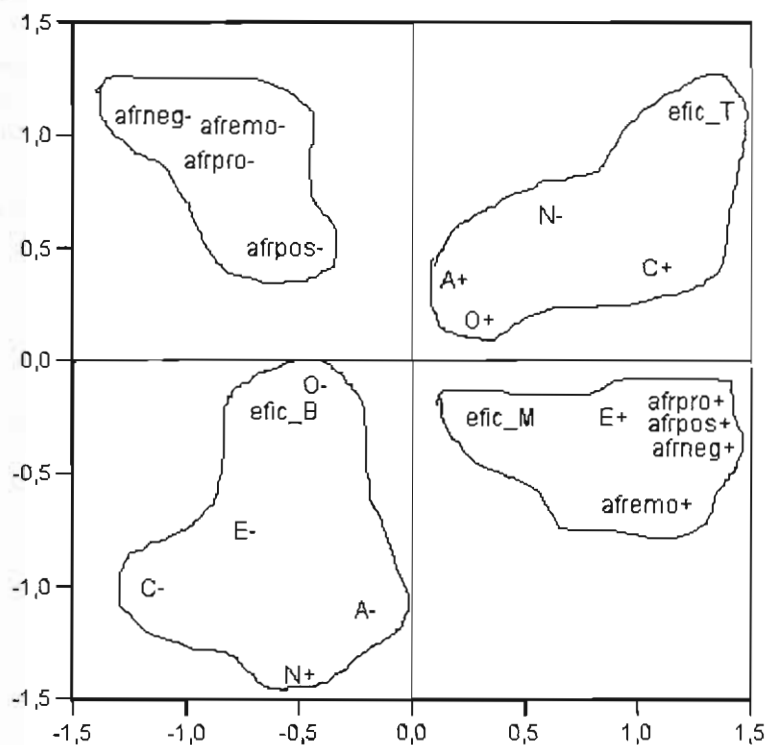 1,5
1,0
0,5
0,0
-0,5
-1,0
-1,5
-1,5
-1,0
-0,5
0,0
0,5
1,0
1,5
afrneg-
afremo-
afrpro-
afrpos-
efic_T
N-
C+
A+
O+
O-
efic_B
E-
C-
A-
N+
efic_M
E+
afrpro+
afrpos+
afrneg+
afremo+